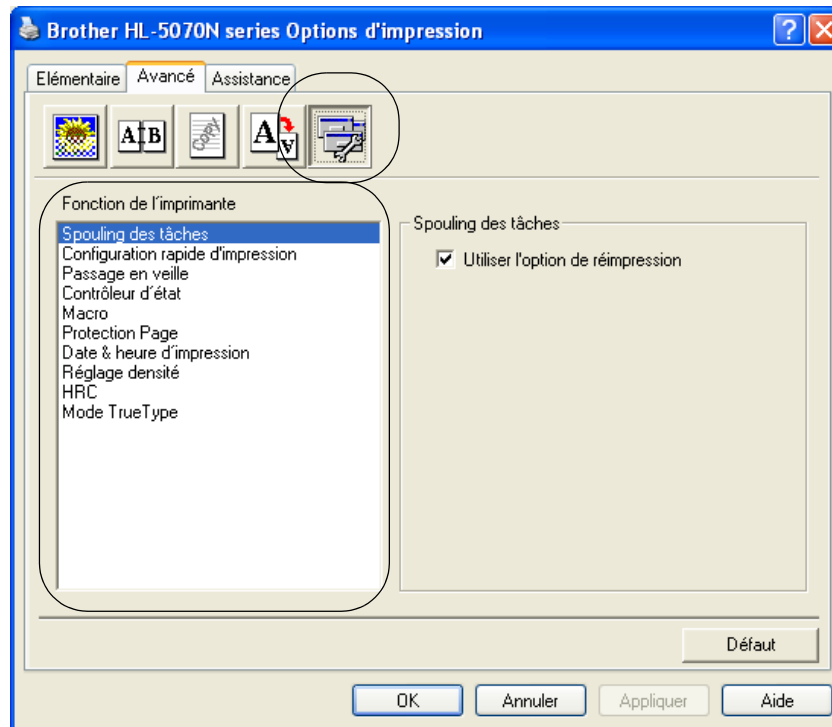 Brother HL-5070N series Options d'impression
Elémentaire Avancé Assistance
A B COPY A A
Fonction de l'imprimante
Spouling des tâches
Configuration rapide d'impression
Passage en veille
Contrôleur d'état
Macro
Protection Page
Date & heure d'impression
Réglage densité
HRC
Mode TrueType
Spouling des tâches
Utiliser l'option de réimpression
Défaut
OK Annuler Appliquer Aide